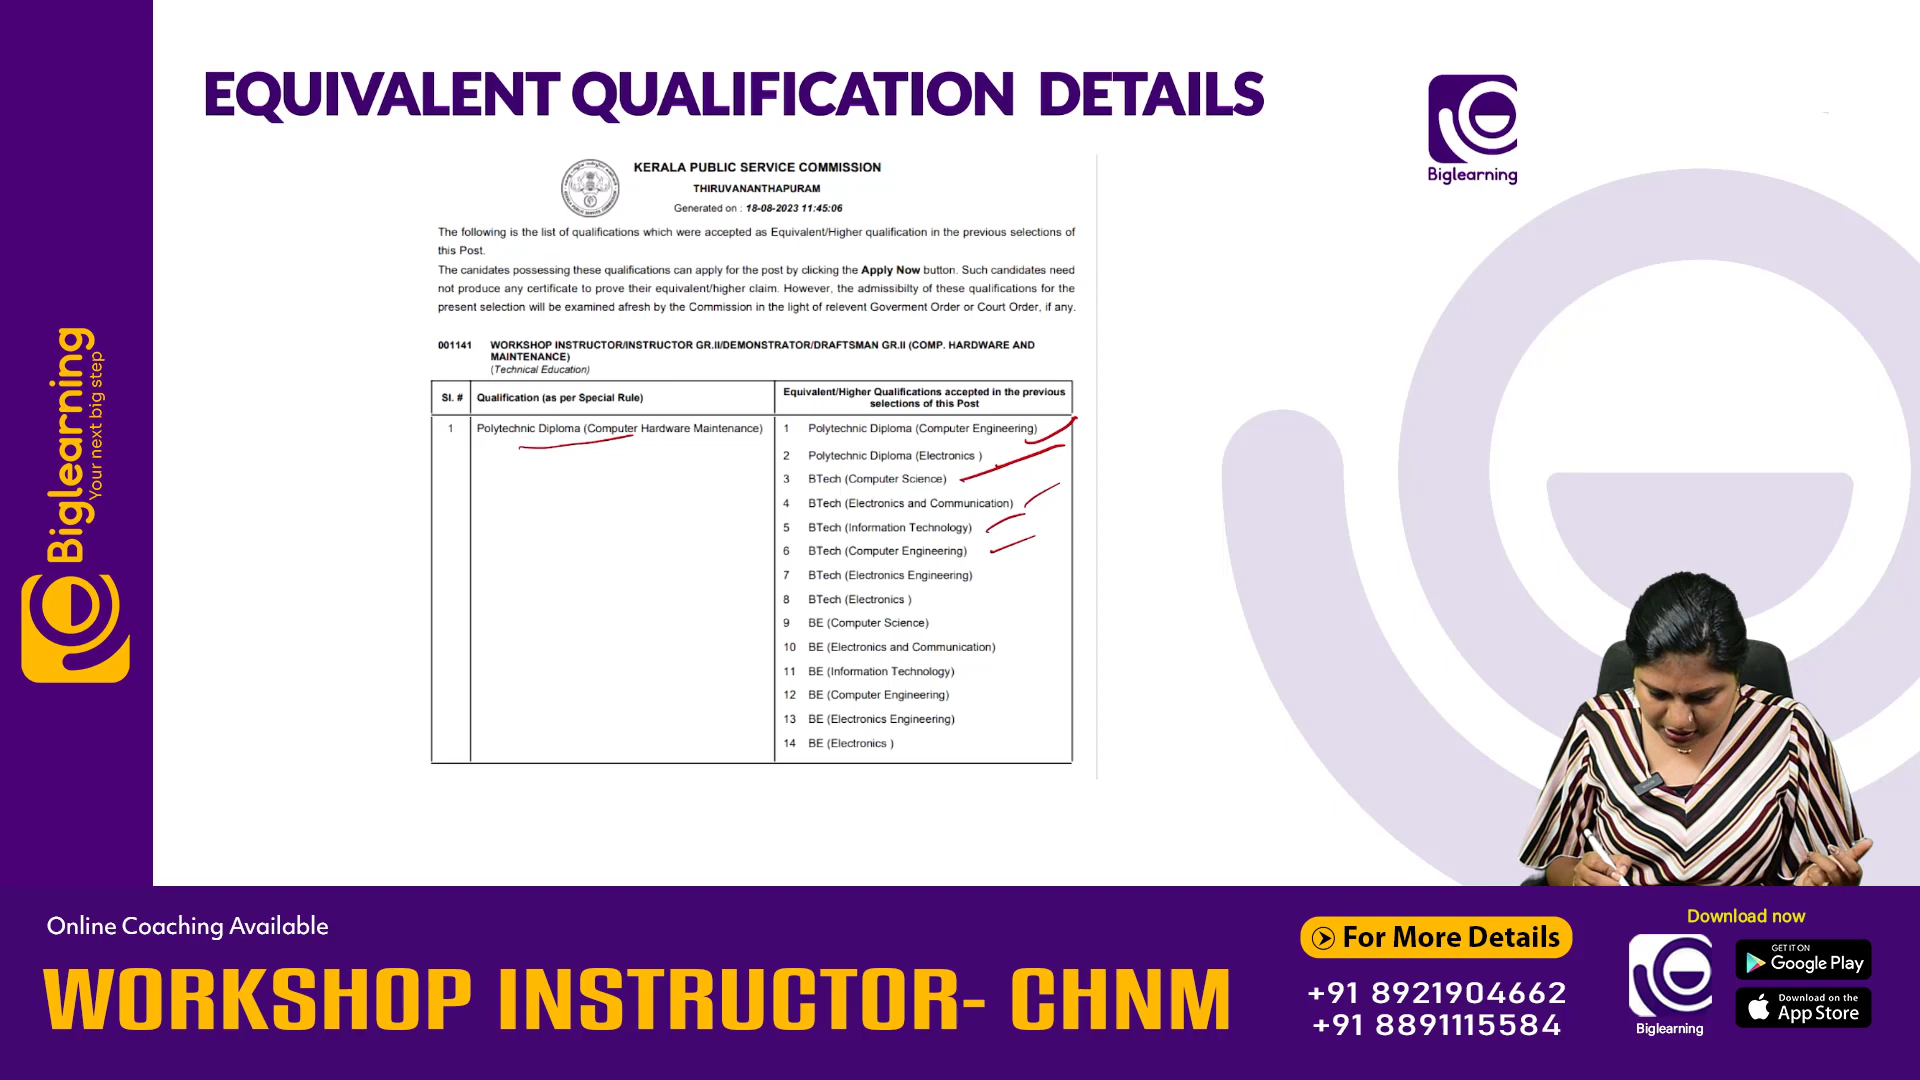 EQUIVALENT QUALIFICATION DETAILS
Biglearning
KERALA PUBLIC SERVICE COMMISSION
THIRUVANANTHAPURAM
Generated on : 18-08-2023 11:45:06
The following is the list of qualifications which were accepted as Equivalent/Higher qualification in the previous selections of
this Post.
The canidates possessing these qualifications can apply for the post by clicking the Apply Now button. Such candidates need
not produce any certificate to prove their equivalent/higher claim. However, the admissibilty of these qualifications for the
present selection will be examined afresh by the Commission in the light of relevent Goverment Order or Court Order, if any.
001141 WORKSHOP INSTRUCTOR/INSTRUCTOR GR.II/DEMONSTRATOR/DRAFTSMAN GR.II (COMP. HARDWARE AND
MAINTENANCE)
(Technical Education)
Sl. # Qualification (as per Special Rule) Equivalent/Higher Qualifications accepted in the previous
selections of this Post
1 Polytechnic Diploma (Computer Hardware Maintenance) 1 Polytechnic Diploma (Computer Engineering)
2 Polytechnic Diploma (Electronics )
3 BTech (Computer Science)
4 BTech (Electronics and Communication)
5 BTech (Information Technology)
6 BTech (Computer Engineering)
7 BTech (Electronics Engineering)
8 BTech (Electronics )
9 BE (Computer Science)
10 BE (Electronics and Communication)
11 BE (Information Technology)
12 BE (Computer Engineering)
13 BE (Electronics Engineering)
14 BE (Electronics )
Biglearning
Your next big step
Online Coaching Available
WORKSHOP INSTRUCTOR- CHNM
For More Details
+91 8921904662
+91 8891115584
Download now
Biglearning
GET IT ON
Google Play
Download on the
App Store